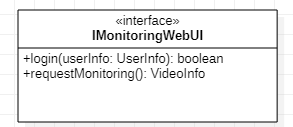 «interface»
IMonitoringWebUI
+login(userInfo: UserInfo): boolean
+requestMonitoring(): VideoInfo